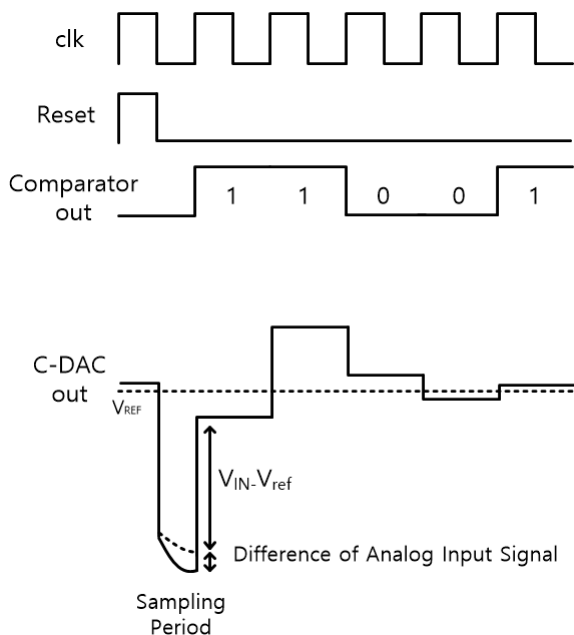 clk
Reset
Comparator
out
1 1 0 0 1
C-DAC
out
VREF
VIN-Vref
Difference of Analog Input Signal
Sampling
Period